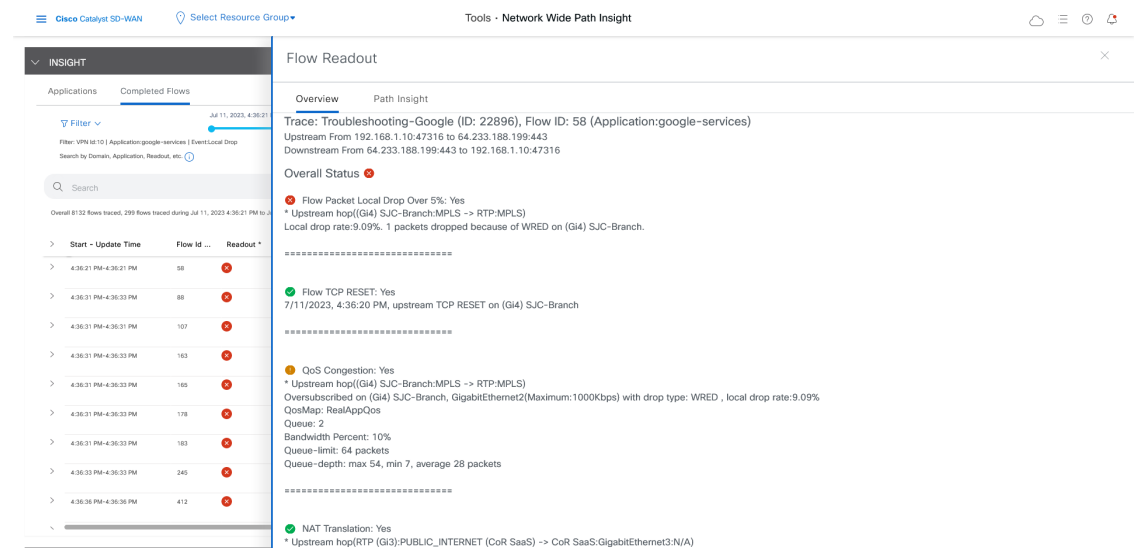 Cisco Catalyst SD-WAN
Select Resource Group
Tools · Network Wide Path Insight
INSIGHT
Applications Completed Flows
Jul 11, 2023, 4:36:21
Filter
Filter: VPN Id:10 | Application:google-services | Event:Local Drop
Search by Domain, Application, Readout, etc.
Search
Overall 8132 flows traced, 299 flows traced during Jul 11, 2023 4:36:21 PM to
Start - Update Time Flow Id ... Readout *
4:36:21 PM-4:36:21 PM 58
4:36:31 PM-4:36:33 PM 88
4:36:31 PM-4:36:31 PM 107
4:36:31 PM-4:36:33 PM 163
4:36:31 PM-4:36:33 PM 165
4:36:31 PM-4:36:33 PM 178
4:36:31 PM-4:36:33 PM 183
4:36:33 PM-4:36:33 PM 245
4:36:36 PM-4:36:36 PM 412
Flow Readout
Overview Path Insight
Trace: Troubleshooting-Google (ID: 22896), Flow ID: 58 (Application:google-services)
Upstream From 192.168.1.10:47316 to 64.233.188.199:443
Downstream From 64.233.188.199:443 to 192.168.1.10:47316
Overall Status
Flow Packet Local Drop Over 5%: Yes
* Upstream hop((Gi4) SJC-Branch:MPLS -> RTP:MPLS)
Local drop rate:9.09%. 1 packets dropped because of WRED on (Gi4) SJC-Branch.
==============================
Flow TCP RESET: Yes
7/11/2023, 4:36:20 PM, upstream TCP RESET on (Gi4) SJC-Branch
==============================
QoS Congestion: Yes
* Upstream hop((Gi4) SJC-Branch:MPLS -> RTP:MPLS)
Oversubscribed on (Gi4) SJC-Branch, GigabitEthernet2(Maximum:1000Kbps) with drop type: WRED , local drop rate:9.09%
QosMap: RealAppQos
Queue: 2
Bandwidth Percent: 10%
Queue-limit: 64 packets
Queue-depth: max 54, min 7, average 28 packets
==============================
NAT Translation: Yes
* Upstream hop(RTP (Gi3):PUBLIC_INTERNET (CoR SaaS) -> CoR SaaS:GigabitEthernet3:N/A)